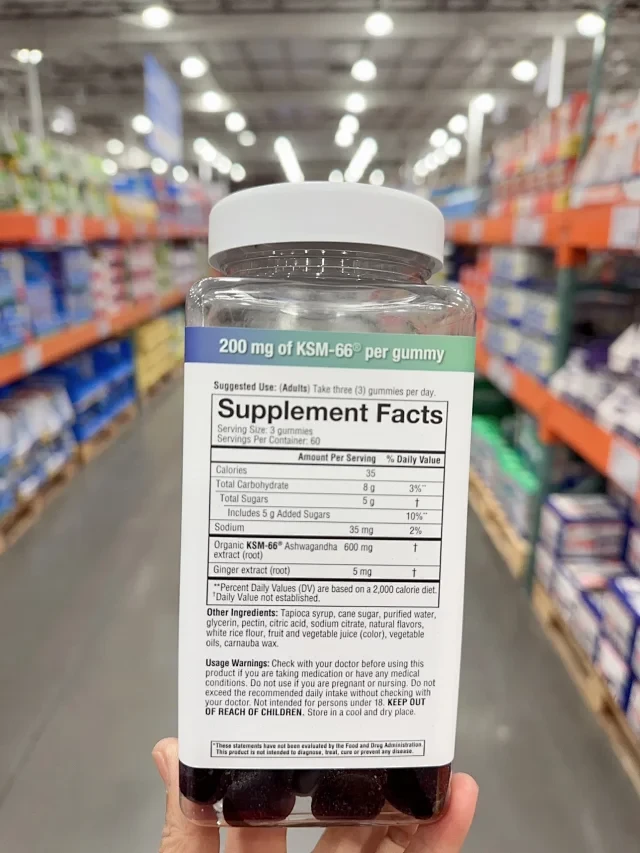 200 mg of KSM-66® per gummy
Suggested Use: (Adults) Take three (3) gummies per day.
Supplement Facts
Serving Size: 3 gummies
Servings Per Container: 60
Amount Per Serving % Daily Value
Calories 35
Total Carbohydrate 8 g 3%**
Total Sugars 5 g †
Includes 5 g Added Sugars 10%**
Sodium 35 mg 2%
Organic KSM-66® Ashwagandha 600 mg †
extract (root)
Ginger extract (root) 5 mg †
**Percent Daily Values (DV) are based on a 2,000 calorie diet.
†Daily Value not established.
Other Ingredients: Tapioca syrup, cane sugar, purified water,
glycerin, pectin, citric acid, sodium citrate, natural flavors,
white rice flour, fruit and vegetable juice (color), vegetable
oils, carnauba wax.
Usage Warnings: Check with your doctor before using this
product if you are taking medication or have any medical
conditions. Do not use if you are pregnant or nursing. Do not
exceed the recommended daily intake without checking with
your doctor. Not intended for persons under 18. KEEP OUT
OF REACH OF CHILDREN. Store in a cool and dry place.
*These statements have not been evaluated by the Food and Drug Administration.
This product is not intended to diagnose, treat, cure or prevent any disease.